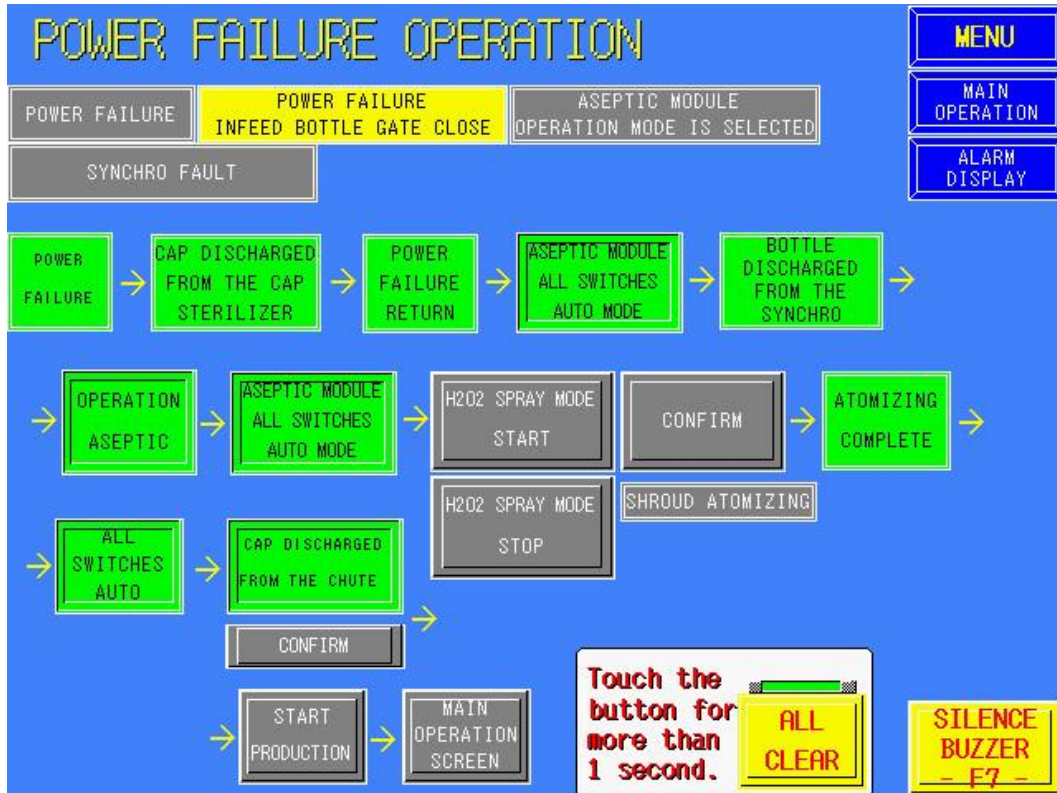 POWER FAILURE OPERATION
MENU
POWER FAILURE
POWER FAILURE
INFEED BOTTLE GATE CLOSE
ASEPTIC MODULE
OPERATION MODE IS SELECTED
MAIN
OPERATION
SYNCHRO FAULT
ALARM
DISPLAY
POWER
FAILURE
CAP DISCHARGED
FROM THE CAP
STERILIZER
POWER
FAILURE
RETURN
ASEPTIC MODULE
ALL SWITCHES
AUTO MODE
BOTTLE
DISCHARGED
FROM THE
SYNCHRO
OPERATION
ASEPTIC
ASEPTIC MODULE
ALL SWITCHES
AUTO MODE
H2O2 SPRAY MODE
START
CONFIRM
ATOMIZING
COMPLETE
H2O2 SPRAY MODE
STOP
SHROUD ATOMIZING
ALL
SWITCHES
AUTO
CAP DISCHARGED
FROM THE CHUTE
CONFIRM
START
PRODUCTION
MAIN
OPERATION
SCREEN
Touch the
button for
more than
1 second.
ALL
CLEAR
SILENCE
BUZZER
- F7 -